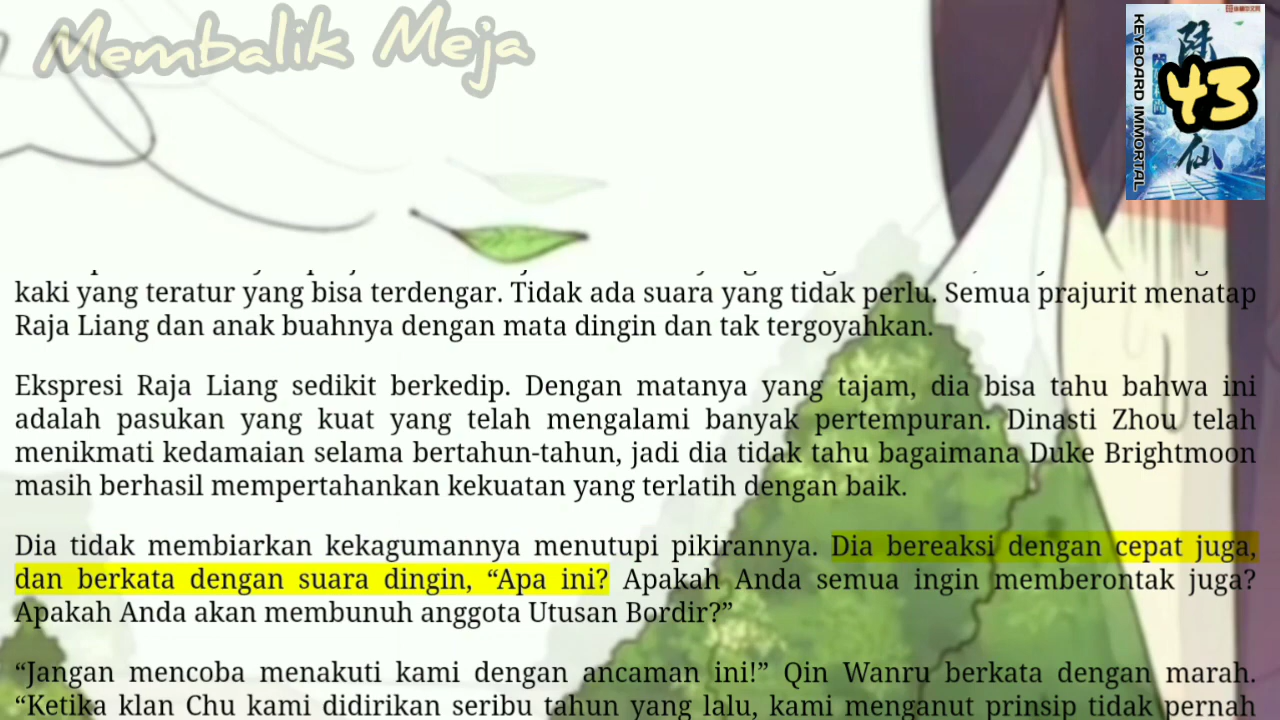 Membalik Meja
KEYBOARD IMMORTAL
43
仙
kaki yang teratur yang bisa terdengar. Tidak ada suara yang tidak perlu. Semua prajurit menatap
Raja Liang dan anak buahnya dengan mata dingin dan tak tergoyahkan.
Ekspresi Raja Liang sedikit berkedip. Dengan matanya yang tajam, dia bisa tahu bahwa ini
adalah pasukan yang kuat yang telah mengalami banyak pertempuran. Dinasti Zhou telah
menikmati kedamaian selama bertahun-tahun, jadi dia tidak tahu bagaimana Duke Brightmoon
masih berhasil mempertahankan kekuatan yang terlatih dengan baik.
Dia tidak membiarkan kekagumannya menutupi pikirannya. Dia bereaksi dengan cepat juga,
dan berkata dengan suara dingin, “Apa ini? Apakah Anda semua ingin memberontak juga?
Apakah Anda akan membunuh anggota Utusan Bordir?”
“Jangan mencoba menakuti kami dengan ancaman ini!” Qin Wanru berkata dengan marah.
“Ketika klan Chu kami didirikan seribu tahun yang lalu, kami menganut prinsip tidak pernah